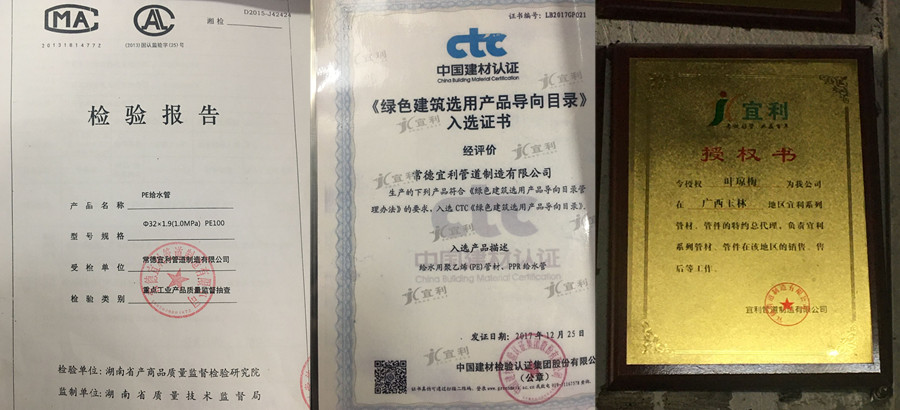 MA
20131814772
CAL
(2013)国认监验字(20)号
湘检
D2015-J42424
检验报告
PE给水管
产品名称
Φ32×1.9(1.0MPa) PE100
型号规格
常德宜利管道制造有限公司
受检单位
重点工业产品质量监督抽查
检验类别
检验单位:湖南省产商品质量监督检验研究院
监制单位:湖南省质量技术监督局
证书编号: LB2017GP021
ctc
中国建材认证
China Building Material Certification
《绿色建筑选用产品导向目录》
入选证书
经评价
常德宜利管道制造有限公司
生产的下列产品符合《绿色建筑选用产品导向目录管
理办法》的要求,入选CTC《绿色建筑选用产品导向目录》.
入选产品描述
给水用聚乙烯(PE)管材、PPR给水管
发证日期: 2017年12月25日
中国建材检验认证集团股份有限公司
(公章)
宜利
授权书
今授权 叶琼梅 为我公司
在 广西玉林 地区宜利系列
管材、管件的特约总代理,负责宜利
系列管材、管件在该地区的销售、售
后等工作。
宜利管道制造有限公司